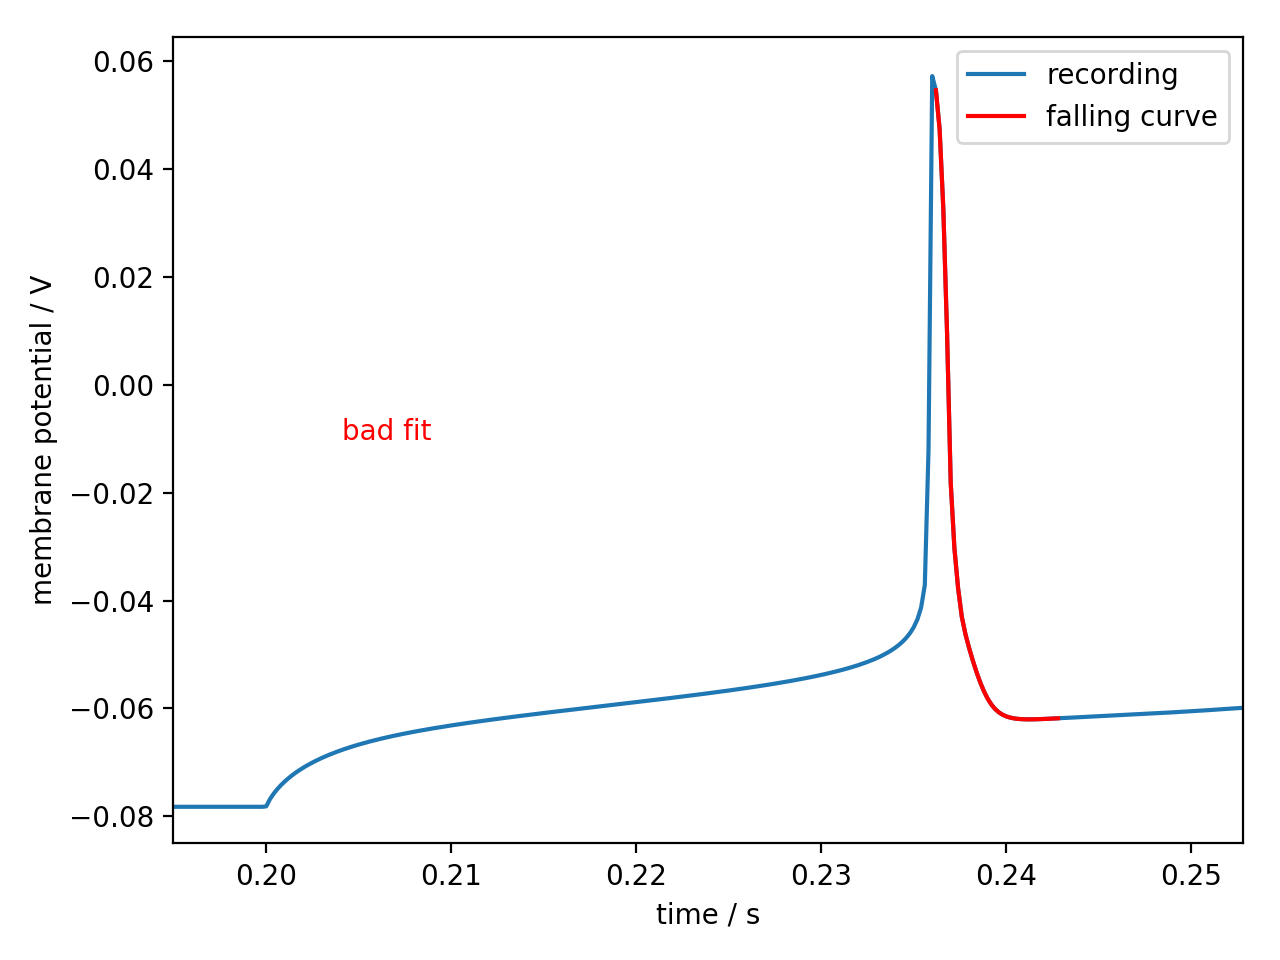 0.06
0.04
0.02
0.00
−0.02
−0.04
−0.06
−0.08
membrane potential / V
recording
falling curve
bad fit
0.20
0.21
0.22
0.23
0.24
0.25
time / s